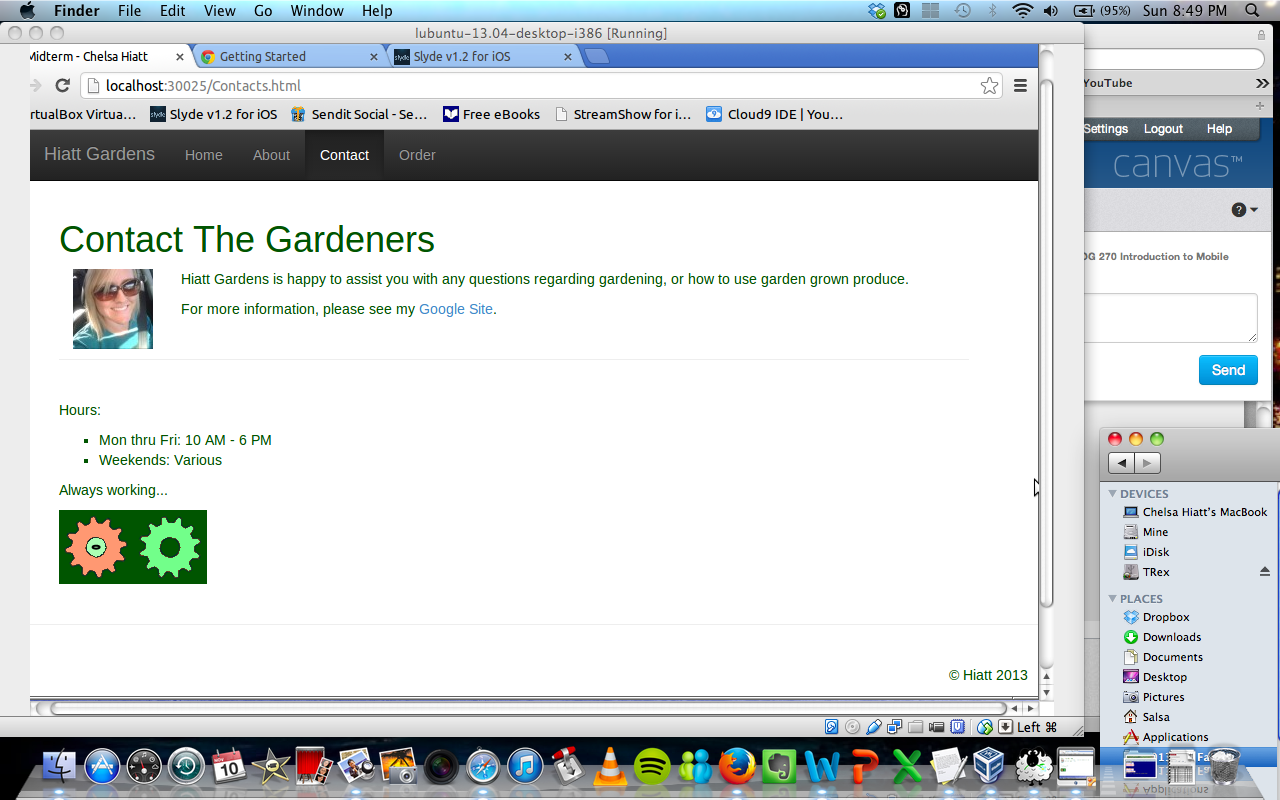 Finder File Edit View Go Window Help (95%) Sun 8:49 PM
lubuntu-13.04-desktop-i386 [Running]
Midterm - Chelsa Hiatt Getting Started Slyde v1.2 for iOS
localhost:30025/Contacts.html
rtualBox Virtua... Slyde v1.2 for iOS Sendit Social - Se... Free eBooks StreamShow for i... Cloud9 IDE | You...
Hiatt Gardens Home About Contact Order
Contact The Gardeners
Hiatt Gardens is happy to assist you with any questions regarding gardening, or how to use garden grown produce.
For more information, please see my Google Site.
Hours:
Mon thru Fri: 10 AM - 6 PM
Weekends: Various
Always working...
© Hiatt 2013
Left ⌘
YouTube
Settings Logout Help
canvas™
270 Introduction to Mobile
Send
DEVICES
Chelsa Hiatt's MacBook
Mine
iDisk
TRex
PLACES
Dropbox
Downloads
Documents
Desktop
Pictures
Salsa
Applications
NOV
10